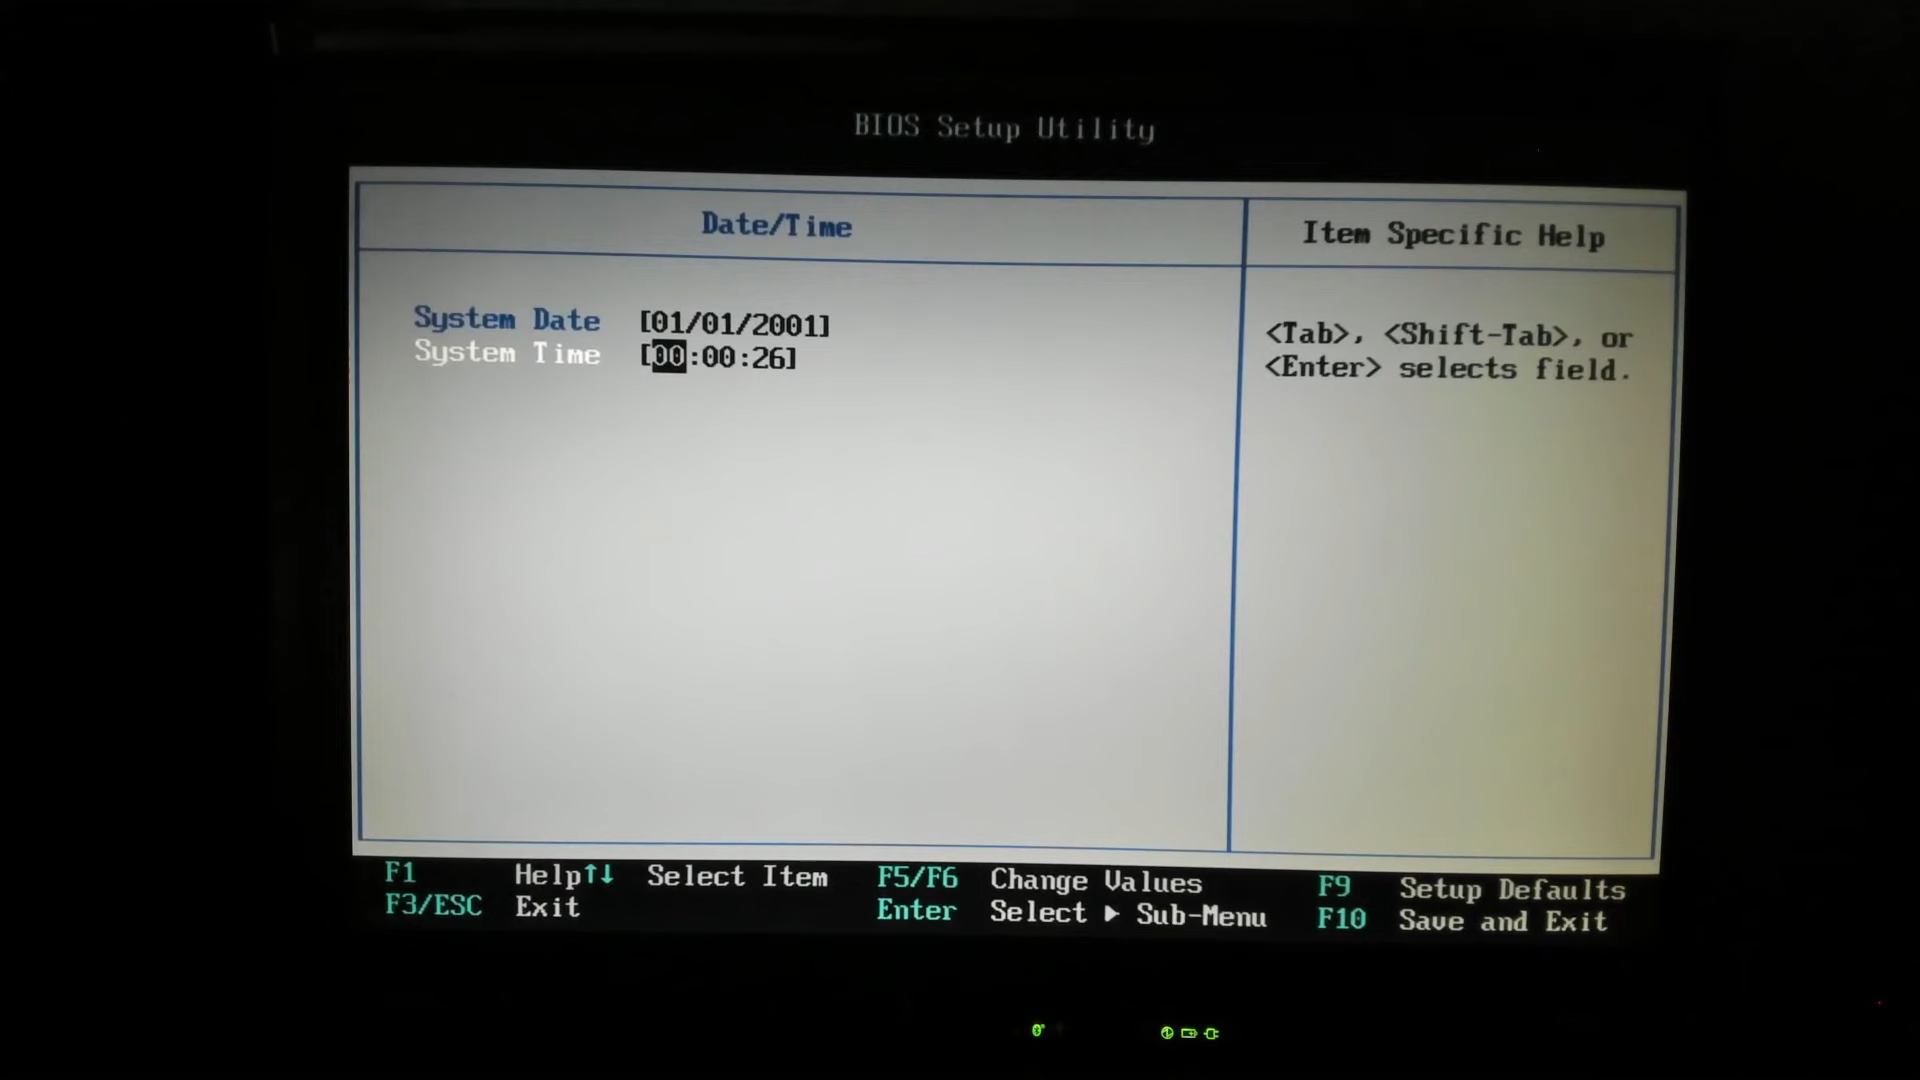 BIOS Setup Utility
Date/Time
Item Specific Help
System Date [01/01/2001]
System Time [00:00:26]
<Tab>, <Shift-Tab>, or
<Enter> selects field.
F1 Help↑↓ Select Item F5/F6 Change Values F9 Setup Defaults
F3/ESC Exit Enter Select ▶ Sub-Menu F10 Save and Exit